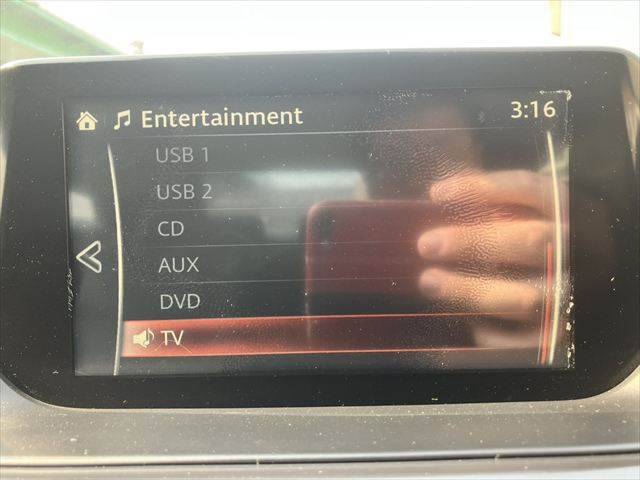 Entertainment 3:16
USB 1
USB 2
CD
AUX
DVD
TV